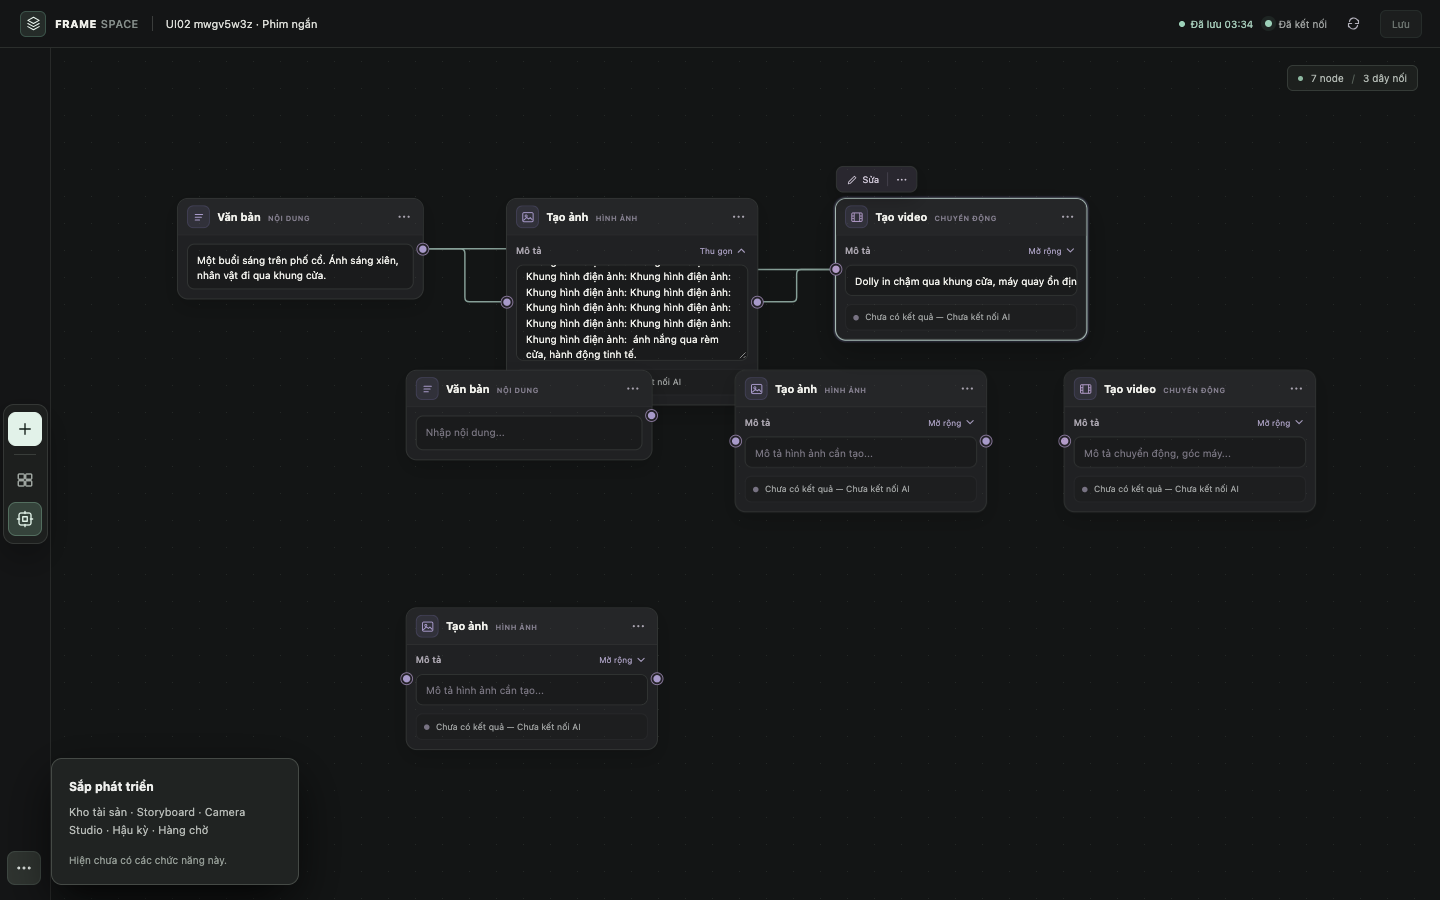 FRAME SPACE
UI02 mwgv5w3z · Phim ngắn
Đã lưu 03:34
Đã kết nối
Lưu
7 node / 3 dây nối
Sửa
Văn bản NỘI DUNG
Một buổi sáng trên phố cổ. Ánh sáng xiên,
nhân vật đi qua khung cửa.
Tạo ảnh HÌNH ẢNH
Mô tả
Thu gọn
Khung hình điện ảnh: Khung hình điện ảnh:
Khung hình điện ảnh: Khung hình điện ảnh:
Khung hình điện ảnh: Khung hình điện ảnh:
Khung hình điện ảnh: Khung hình điện ảnh:
Khung hình điện ảnh: ánh nắng qua rèm
cửa, hành động tinh tế.
t nối AI
Tạo video CHUYỂN ĐỘNG
Mô tả
Mở rộng
Dolly in chậm qua khung cửa, máy quay ổn địn
Chưa có kết quả — Chưa kết nối AI
Văn bản NỘI DUNG
Nhập nội dung...
Tạo ảnh HÌNH ẢNH
Mô tả
Mở rộng
Mô tả hình ảnh cần tạo...
Chưa có kết quả — Chưa kết nối AI
Tạo video CHUYỂN ĐỘNG
Mô tả
Mở rộng
Mô tả chuyển động, góc máy...
Chưa có kết quả — Chưa kết nối AI
Tạo ảnh HÌNH ẢNH
Mô tả
Mở rộng
Mô tả hình ảnh cần tạo...
Chưa có kết quả — Chưa kết nối AI
Sắp phát triển
Kho tài sản · Storyboard · Camera
Studio · Hậu kỳ · Hàng chờ
Hiện chưa có các chức năng này.